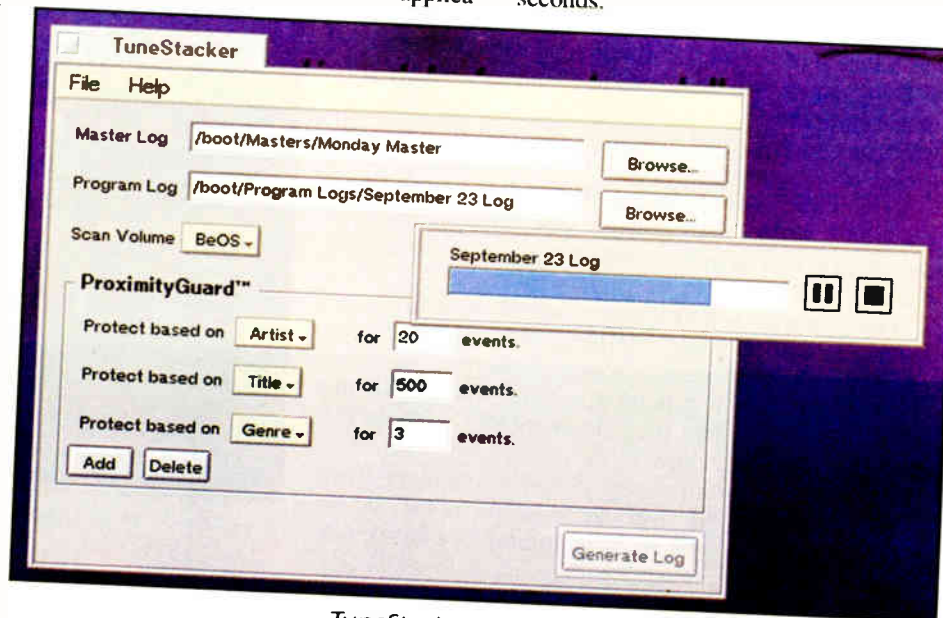 seconds.
TuneStacker
File Help
Master Log /boot/Masters/Monday Master Browse...
Program Log /boot/Program Logs/September 23 Log Browse...
Scan Volume BeOS
September 23 Log
ProximityGuard™
Protect based on Artist for 20 events.
Protect based on Title for 500 events.
Protect based on Genre for 3 events.
Add Delete
Generate Log